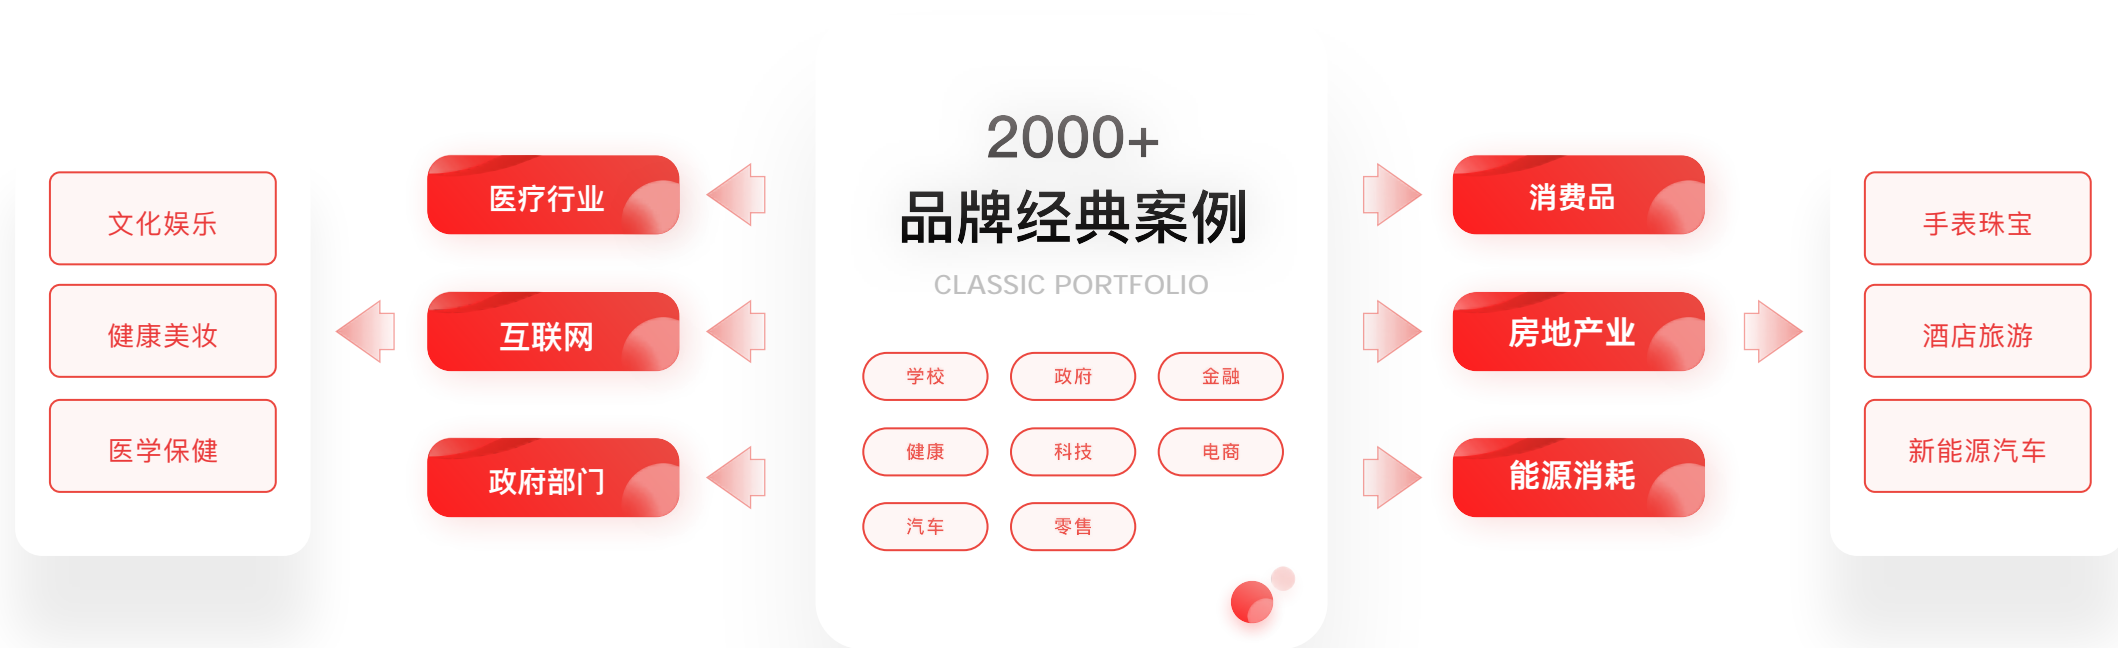 文化娱乐
健康美妆
医学保健
医疗行业
互联网
政府部门
2000+
品牌经典案例
CLASSIC PORTFOLIO
学校 政府 金融
健康 科技 电商
汽车 零售
消费品
房地产业
能源消耗
手表珠宝
酒店旅游
新能源汽车